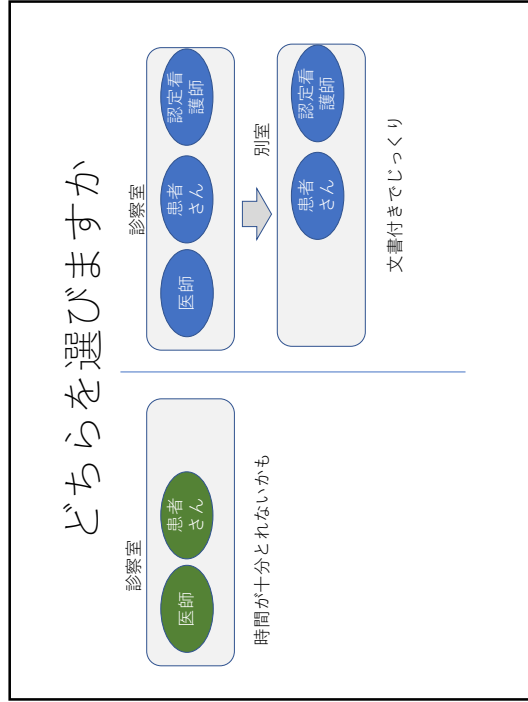 どちらを選びますか
診察室
医師
患者
さん
時間が十分とれないかも
診察室
医師
患者
さん
認定看
護師
別室
患者
さん
認定看
護師
文書付きでじっくり